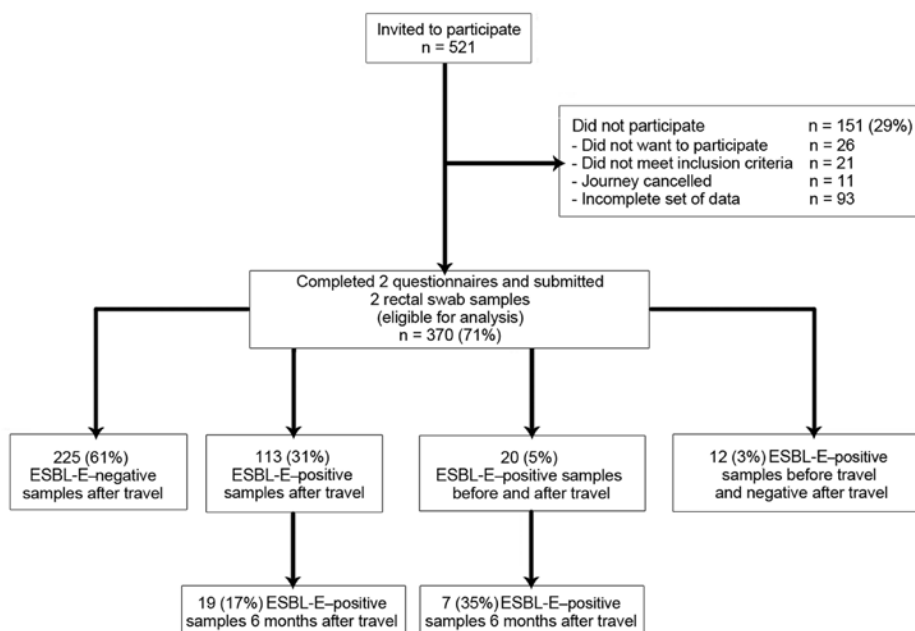 Invited to participate
n = 521
Did not participate n = 151 (29%)
- Did not want to participate n = 26
- Did not meet inclusion criteria n = 21
- Journey cancelled n = 11
- Incomplete set of data n = 93
Completed 2 questionnaires and submitted
2 rectal swab samples
(eligible for analysis)
n = 370 (71%)
225 (61%)
ESBL-E–negative
samples after travel
113 (31%)
ESBL-E–positive
samples after travel
20 (5%)
ESBL-E–positive samples
before and after travel
12 (3%) ESBL-E–positive
samples before travel
and negative after travel
19 (17%) ESBL-E–positive
samples 6 months after travel
7 (35%) ESBL-E–positive
samples 6 months after travel